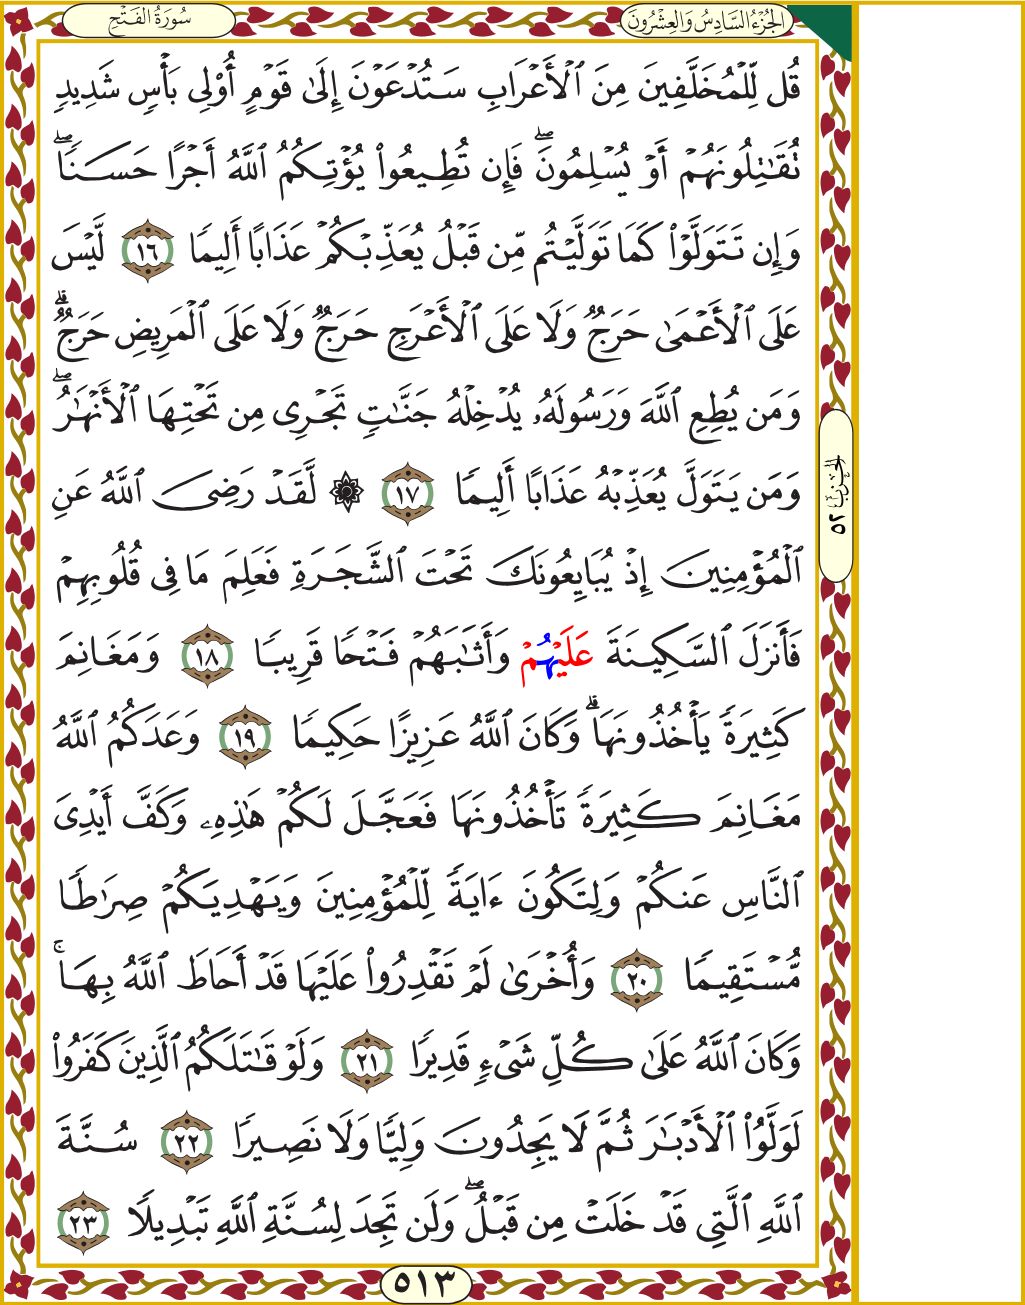 سُورَةُ الفَتْحِ
الجُزْءُ السَّادِسُ وَالعِشْرُونَ
قُل لِّلْمُخَلَّفِينَ مِنَ ٱلْأَعْرَابِ سَتُدْعَوْنَ إِلَىٰ قَوْمٍ أُو۟لِى بَأْسٍ شَدِيدٍ
تُقَـٰتِلُونَهُمْ أَوْ يُسْلِمُونَ ۖ فَإِن تُطِيعُوا۟ يُؤْتِكُمُ ٱللَّهُ أَجْرًا حَسَنًا ۖ
وَإِن تَتَوَلَّوْا۟ كَمَا تَوَلَّيْتُم مِّن قَبْلُ يُعَذِّبْكُمْ عَذَابًا أَلِيمًا ١٦ لَّيْسَ
عَلَى ٱلْأَعْمَىٰ حَرَجٌ وَلَا عَلَى ٱلْأَعْرَجِ حَرَجٌ وَلَا عَلَى ٱلْمَرِيضِ حَرَجٌ ۗ
وَمَن يُطِعِ ٱللَّهَ وَرَسُولَهُۥ يُدْخِلْهُ جَنَّـٰتٍ تَجْرِى مِن تَحْتِهَا ٱلْأَنْهَـٰرُ ۖ
وَمَن يَتَوَلَّ يُعَذِّبْهُ عَذَابًا أَلِيمًا ١٧ ۞ لَّقَدْ رَضِىَ ٱللَّهُ عَنِ
ٱلْمُؤْمِنِينَ إِذْ يُبَايِعُونَكَ تَحْتَ ٱلشَّجَرَةِ فَعَلِمَ مَا فِى قُلُوبِهِمْ
فَأَنزَلَ ٱلسَّكِينَةَ عَلَيْهُمْ وَأَثَـٰبَهُمْ فَتْحًا قَرِيبًا ١٨ وَمَغَانِمَ
كَثِيرَةً يَأْخُذُونَهَا ۗ وَكَانَ ٱللَّهُ عَزِيزًا حَكِيمًا ١٩ وَعَدَكُمُ ٱللَّهُ
مَغَانِمَ كَثِيرَةً تَأْخُذُونَهَا فَعَجَّلَ لَكُمْ هَـٰذِهِۦ وَكَفَّ أَيْدِىَ
ٱلنَّاسِ عَنكُمْ وَلِتَكُونَ ءَايَةً لِّلْمُؤْمِنِينَ وَيَهْدِيَكُمْ صِرَٰطًا
مُّسْتَقِيمًا ٢٠ وَأُخْرَىٰ لَمْ تَقْدِرُوا۟ عَلَيْهَا قَدْ أَحَاطَ ٱللَّهُ بِهَا ۚ
وَكَانَ ٱللَّهُ عَلَىٰ كُلِّ شَىْءٍ قَدِيرًا ٢١ وَلَوْ قَـٰتَلَكُمُ ٱلَّذِينَ كَفَرُوا۟
لَوَلَّوُا۟ ٱلْأَدْبَـٰرَ ثُمَّ لَا يَجِدُونَ وَلِيًّا وَلَا نَصِيرًا ٢٢ سُنَّةَ
ٱللَّهِ ٱلَّتِى قَدْ خَلَتْ مِن قَبْلُ ۖ وَلَن تَجِدَ لِسُنَّةِ ٱللَّهِ تَبْدِيلًا ٢٣
الحِزْبُ ٥٢
٥١٣